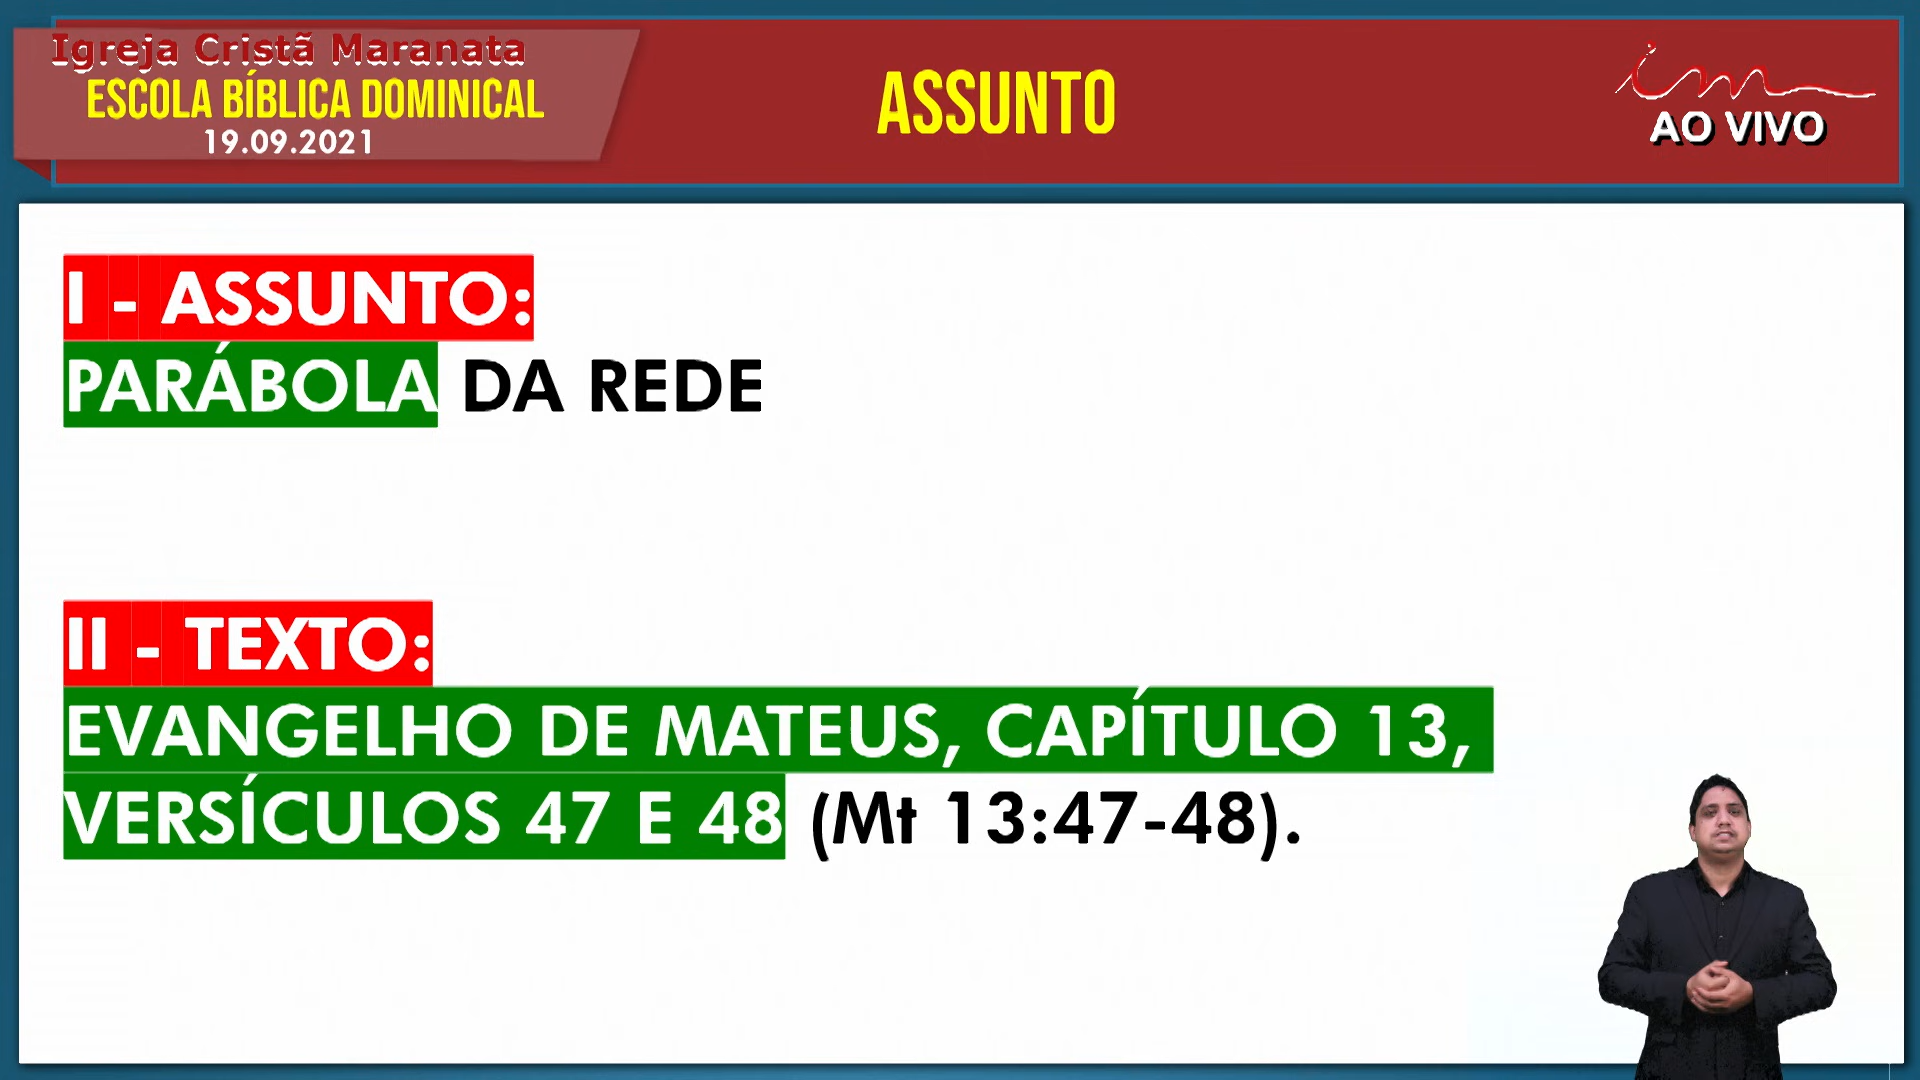 Igreja Cristã Maranata
ESCOLA BÍBLICA DOMINICAL
19.09.2021
ASSUNTO
im
AO VIVO
I - ASSUNTO:
PARÁBOLA DA REDE
II - TEXTO:
EVANGELHO DE MATEUS, CAPÍTULO 13,
VERSÍCULOS 47 E 48 (Mt 13:47-48).